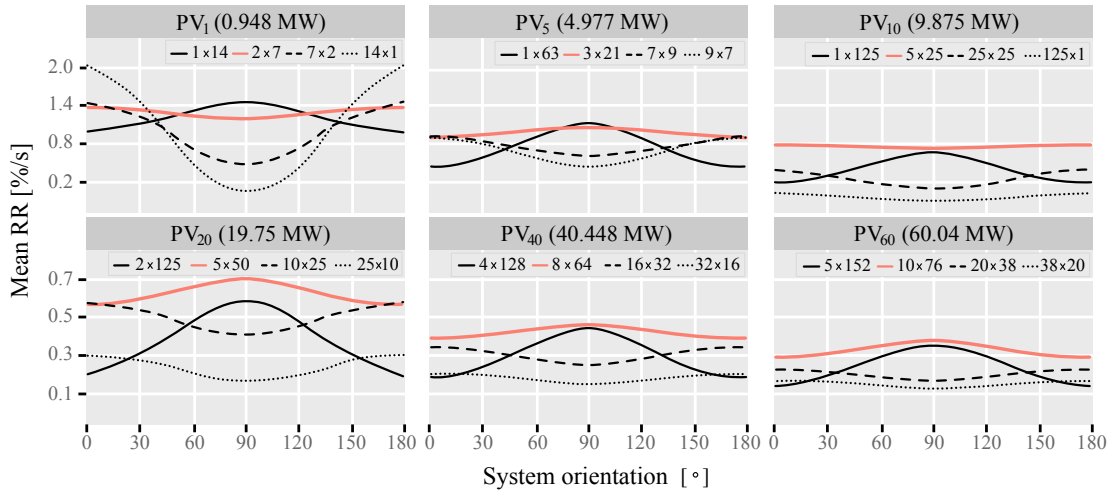 PV₁ (0.948 MW)
1×14 2×7 7×2 14×1
PV₅ (4.977 MW)
1×63 3×21 7×9 9×7
PV₁₀ (9.875 MW)
1×125 5×25 25×25 125×1
2.0
1.4
0.8
0.2
PV₂₀ (19.75 MW)
2×125 5×50 10×25 25×10
PV₄₀ (40.448 MW)
4×128 8×64 16×32 32×16
PV₆₀ (60.04 MW)
5×152 10×76 20×38 38×20
0.7
0.5
0.3
0.1
Mean RR [%/s]
0 30 60 90 120 150 180
0 30 60 90 120 150 180
0 30 60 90 120 150 180
System orientation [°]